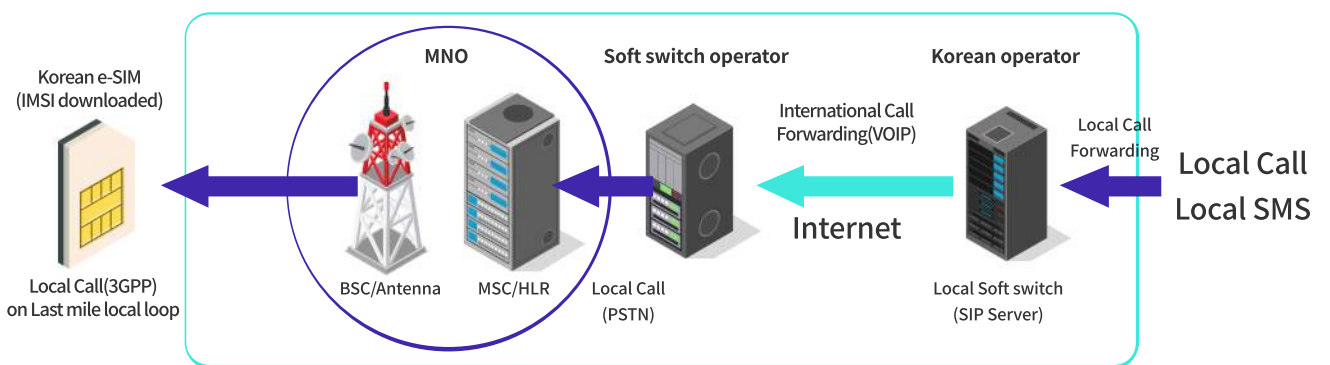 MNO
Soft switch operator
Korean operator
Korean e-SIM
(IMSI downloaded)
International Call
Forwarding(VOIP)
Local Call
Forwarding
Local Call
Local SMS
Internet
Local Call(3GPP)
on Last mile local loop
BSC/Antenna
MSC/HLR
Local Call
(PSTN)
Local Soft switch
(SIP Server)